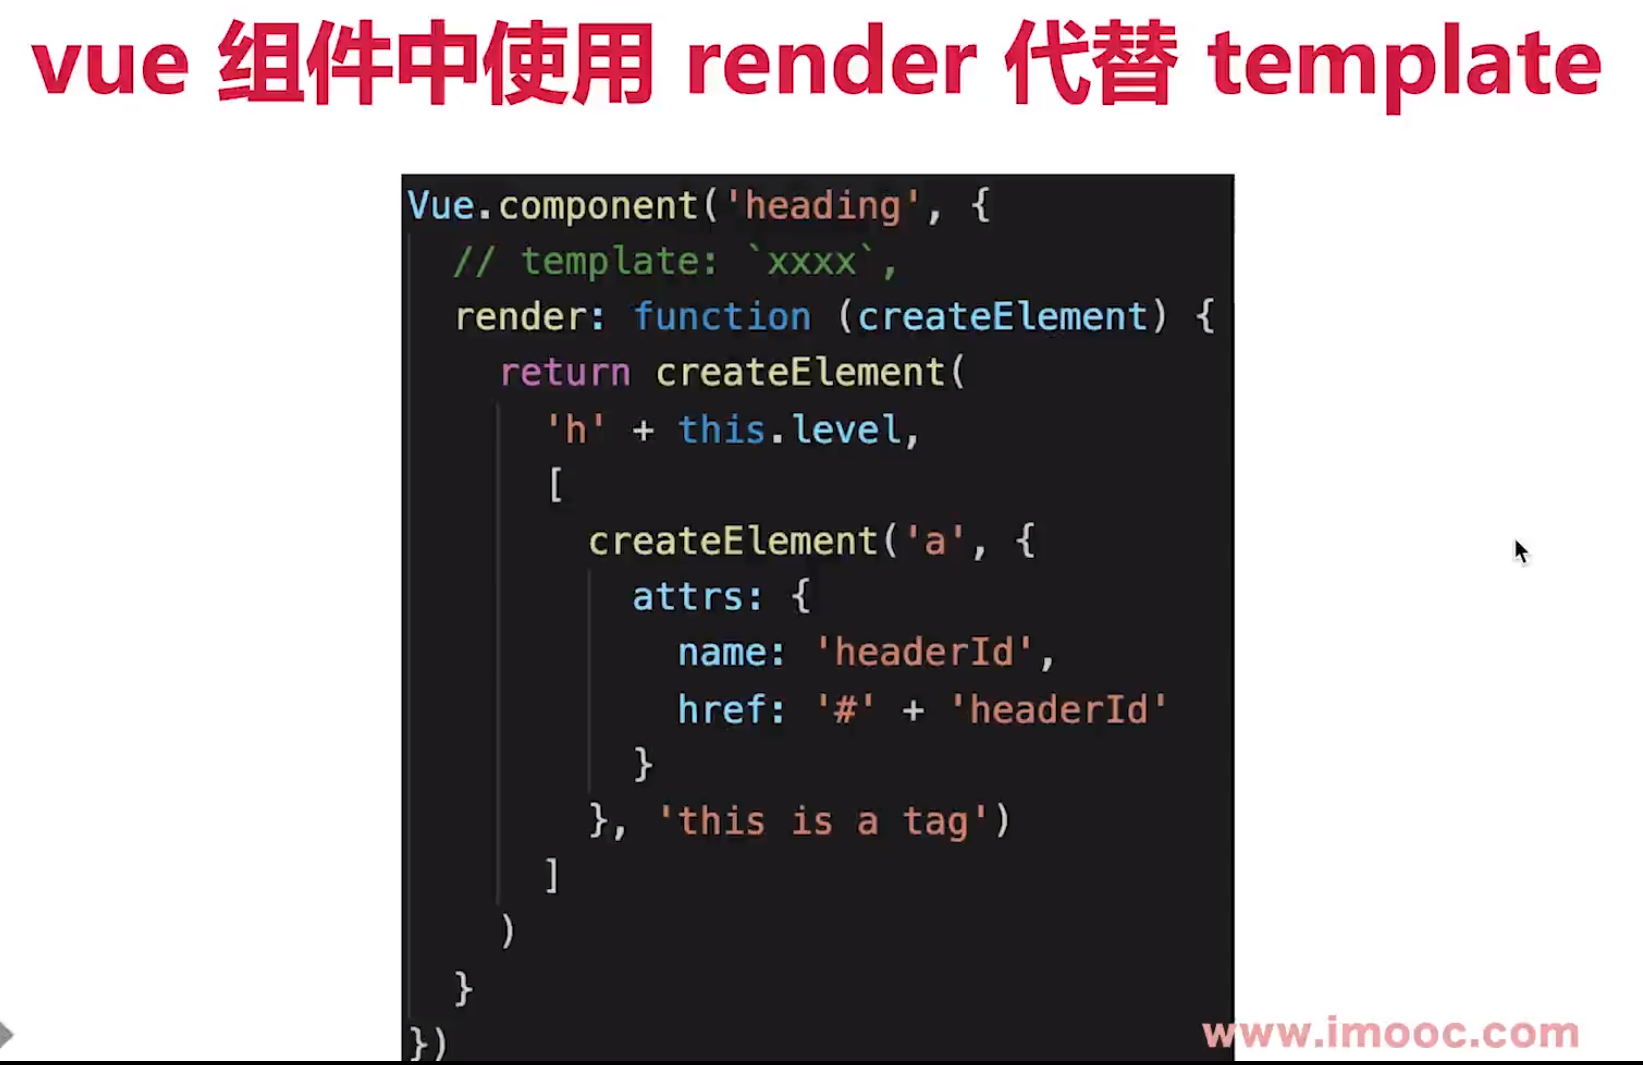 vue 组件中使用 render 代替 template
Vue.component('heading', {
// template: `xxxx`,
render: function (createElement) {
return createElement(
'h' + this.level,
[
createElement('a', {
attrs: {
name: 'headerId',
href: '#' + 'headerId'
}
}, 'this is a tag')
]
)
}
})
www.imooc.com